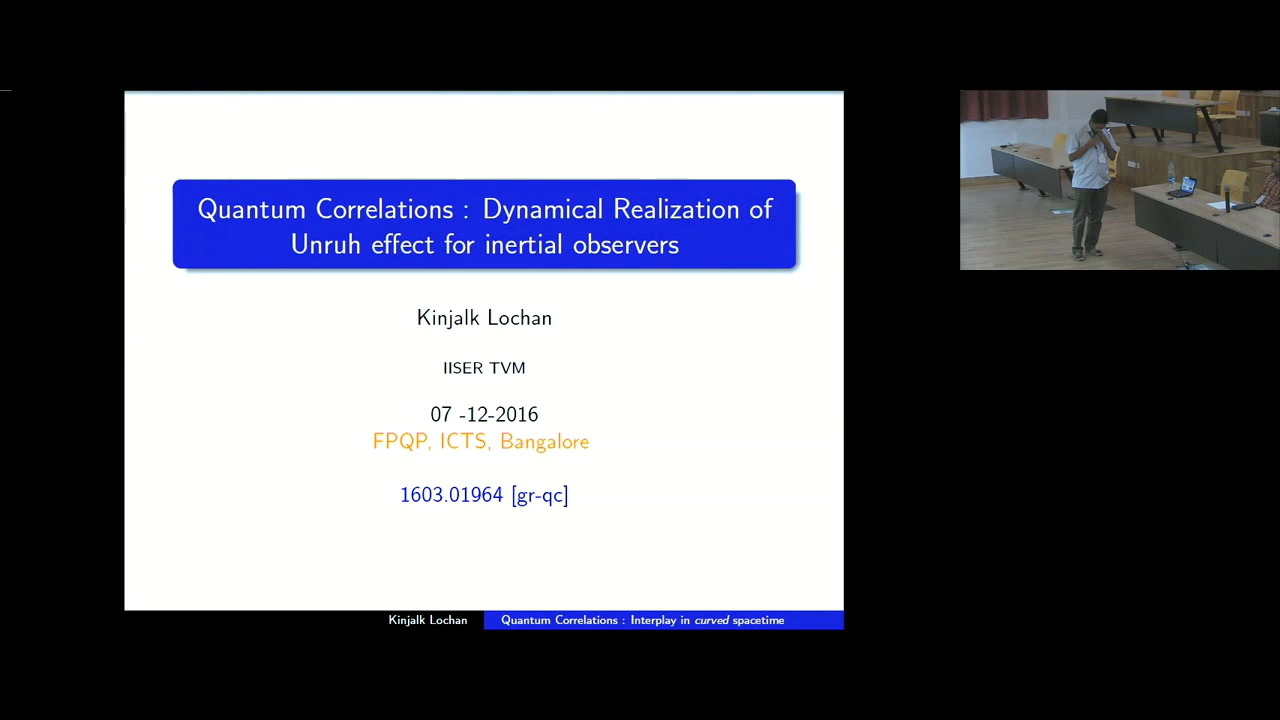 Quantum Correlations : Dynamical Realization of
Unruh effect for inertial observers
Kinjalk Lochan
IISER TVM
07 -12-2016
FPQP, ICTS, Bangalore
1603.01964 [gr-qc]
Kinjalk Lochan
Quantum Correlations : Interplay in curved spacetime